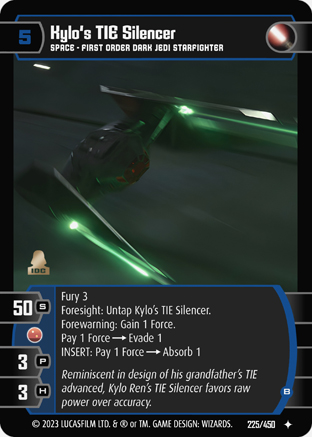 5
Kylo's TIE Silencer
SPACE - FIRST ORDER DARK JEDI STARFIGHTER
IDC
50 S
3 P
3 H
Fury 3
Foresight: Untap Kylo's TIE Silencer.
Forewarning: Gain 1 Force.
Pay 1 Force → Evade 1
INSERT: Pay 1 Force → Absorb 1
Reminiscent in design of his grandfather's TIE
advanced, Kylo Ren's TIE Silencer favors raw
power over accuracy.
B
© 2023 LUCASFILM LTD. & ® or TM. GAME DESIGN: WIZARDS.
225/450